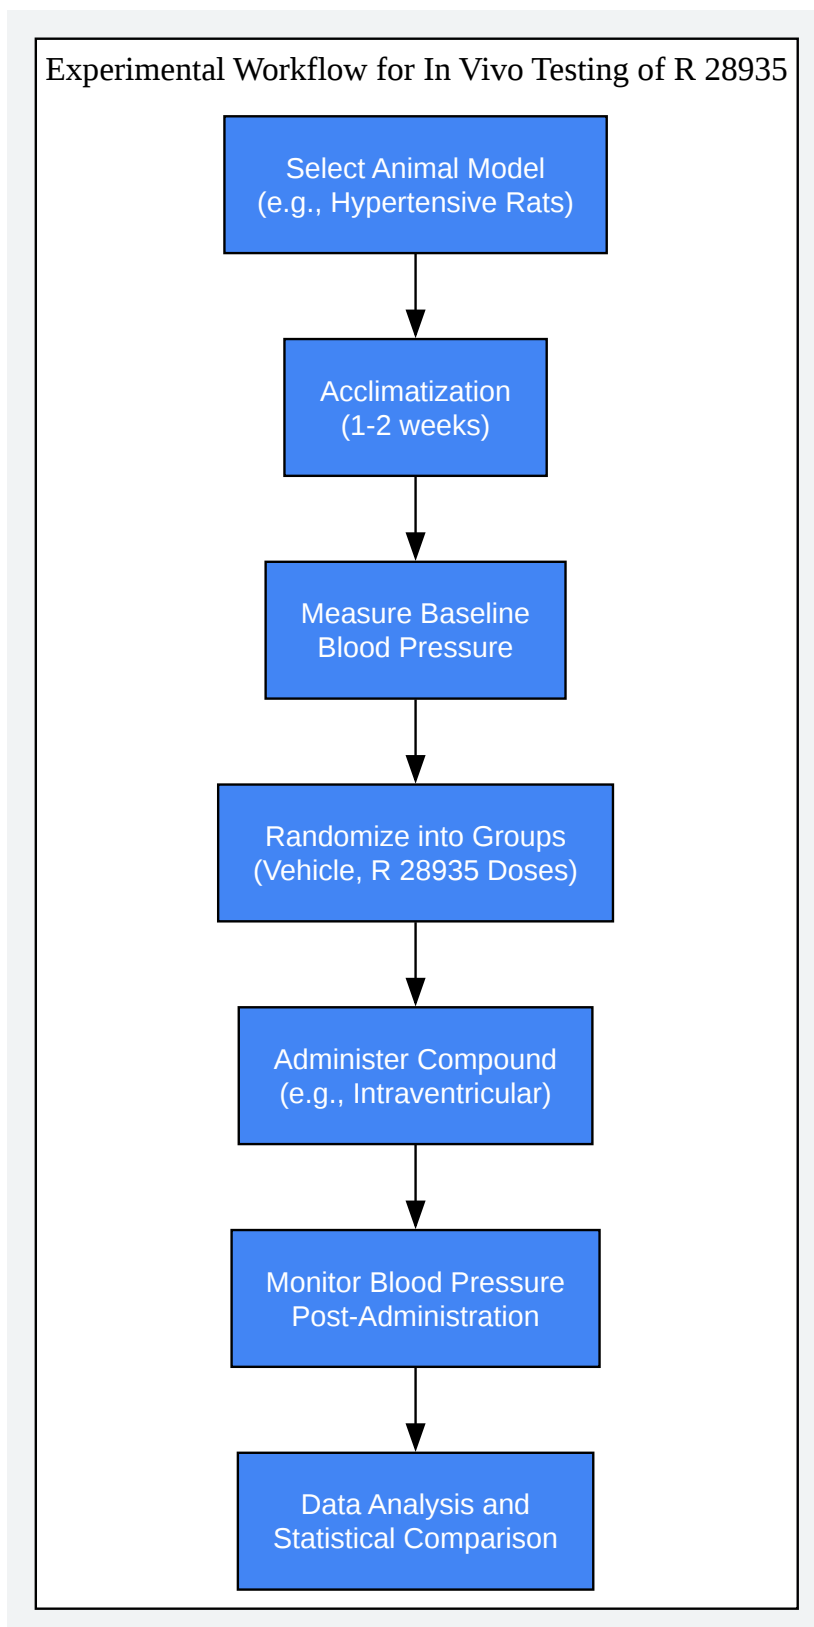 Experimental Workflow for In Vivo Testing of R 28935
Select Animal Model
(e.g., Hypertensive Rats)
Acclimatization
(1-2 weeks)
Measure Baseline
Blood Pressure
Randomize into Groups
(Vehicle, R 28935 Doses)
Administer Compound
(e.g., Intraventricular)
Monitor Blood Pressure
Post-Administration
Data Analysis and
Statistical Comparison